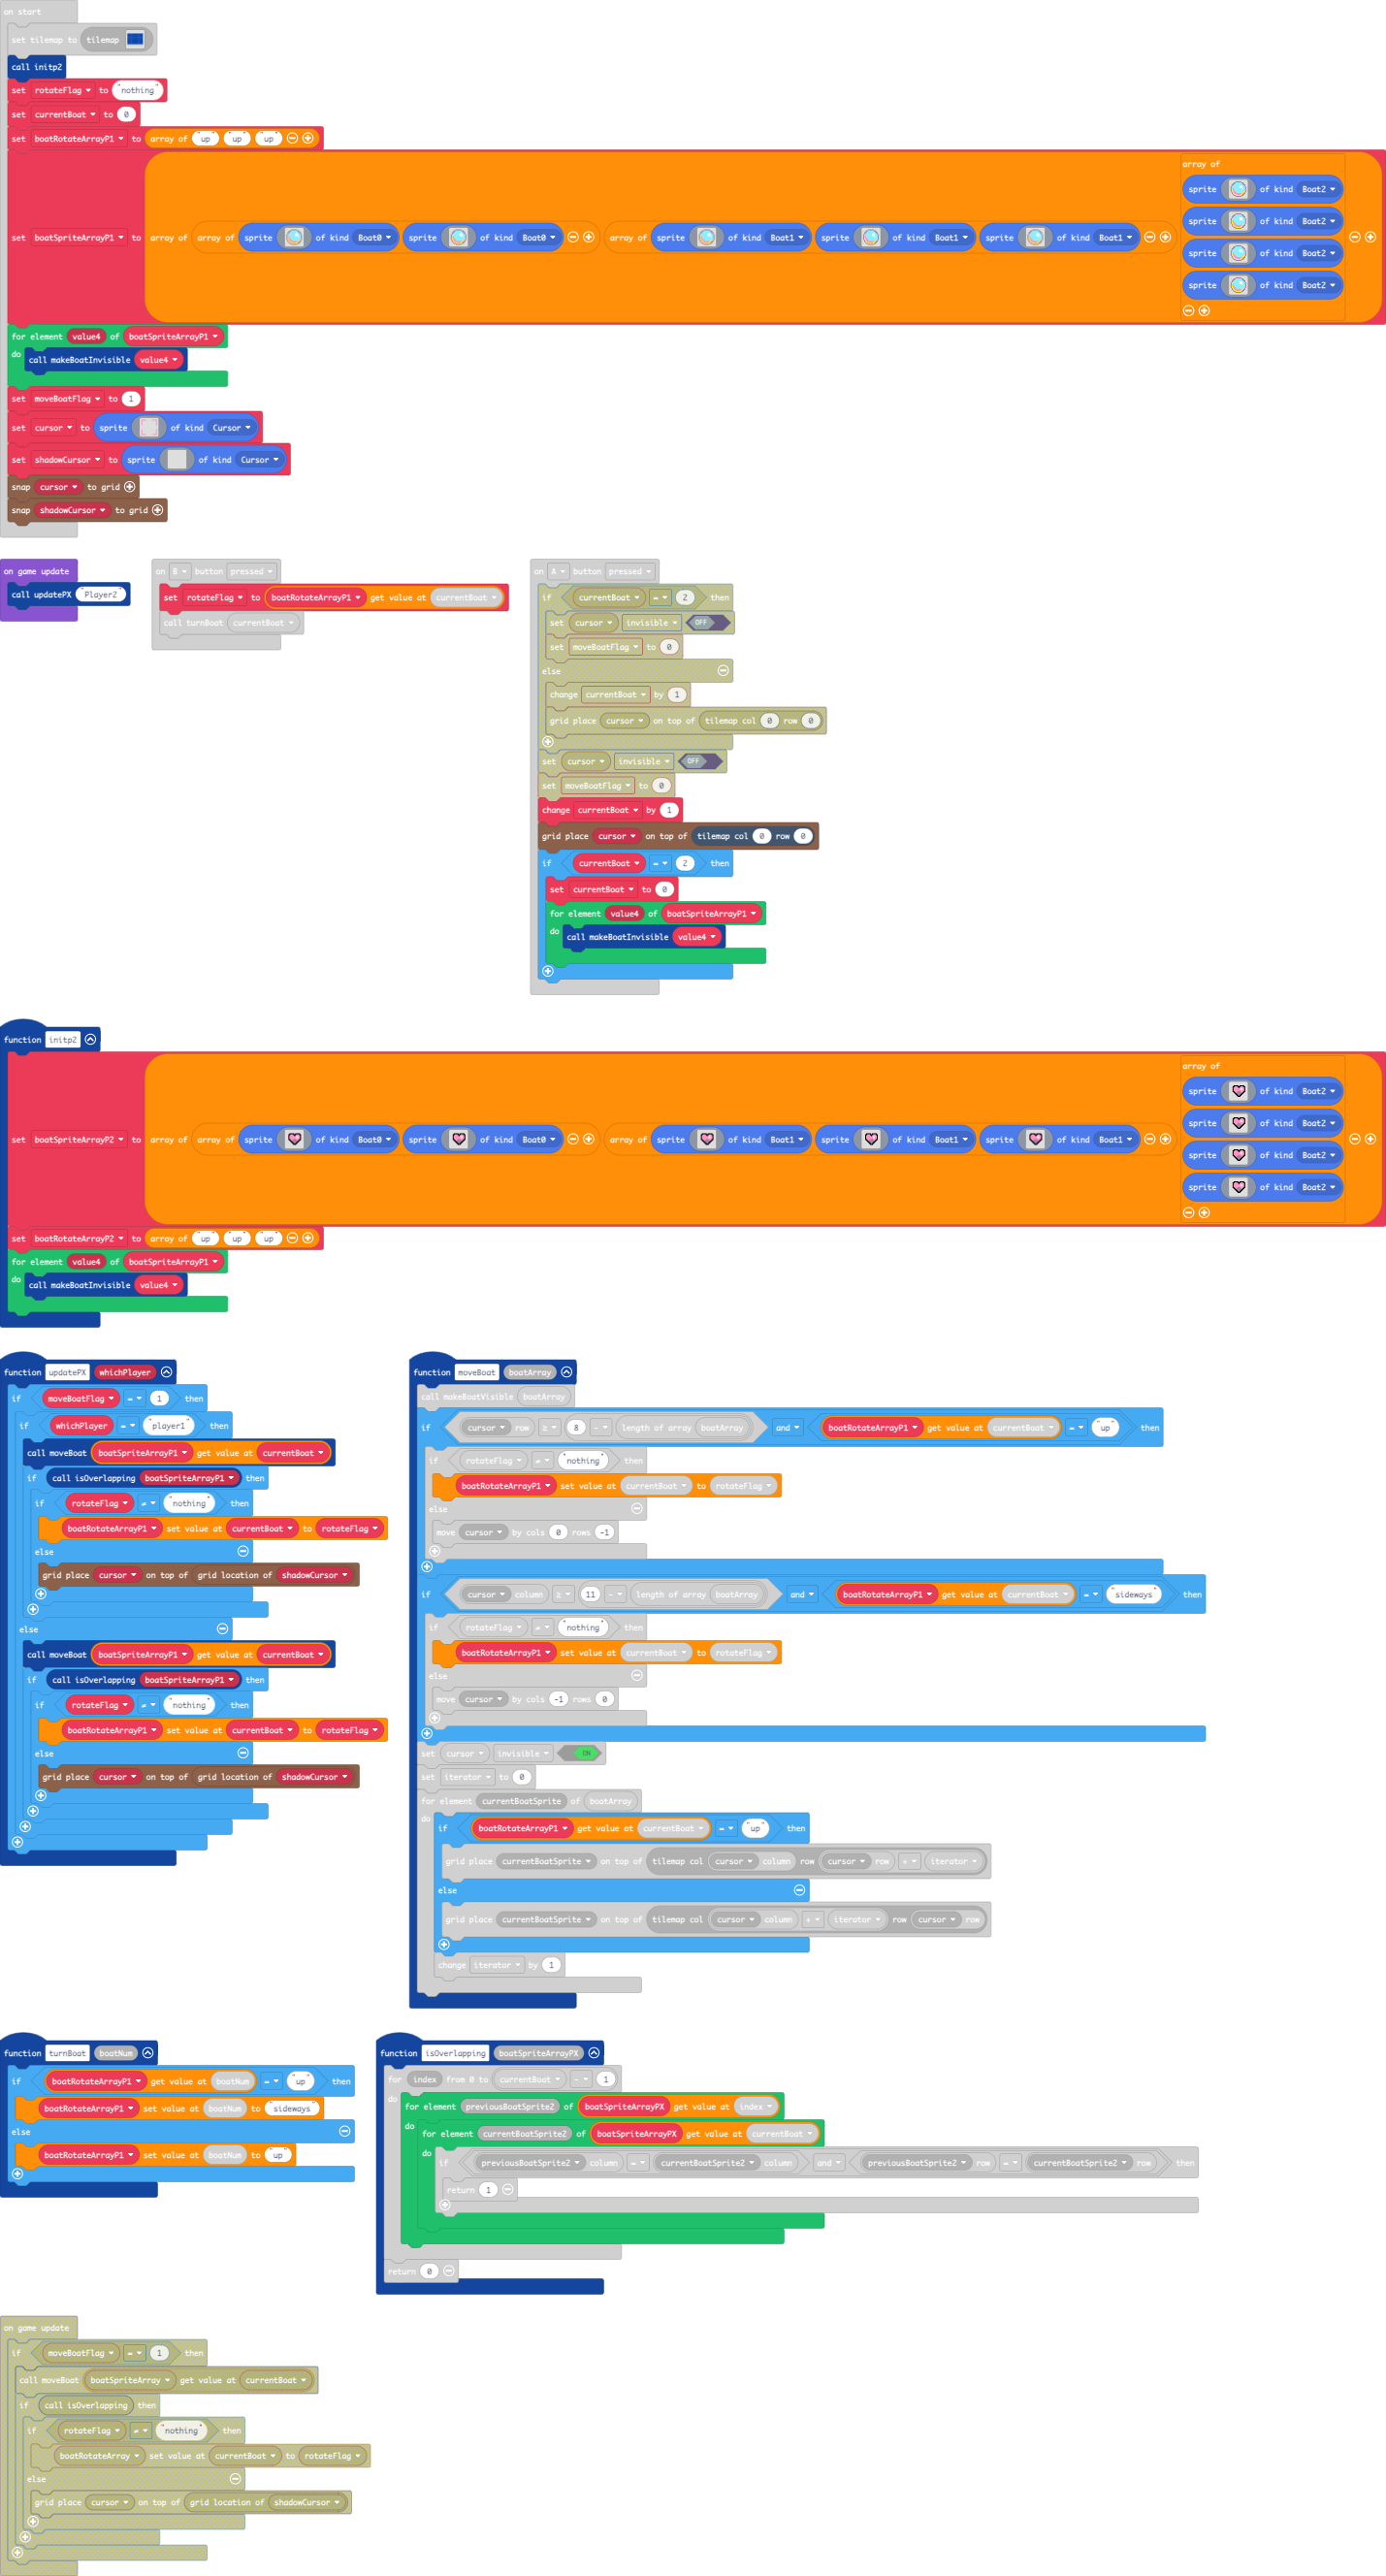 on start
set tilemap to tilemap
call initp2
set rotateFlag to "nothing"
set currentBoat to 0
set boatRotateArrayP1 to array of "up" "up" "up"
set boatSpriteArrayP1 to array of array of sprite of kind Boat0 sprite of kind Boat0 array of sprite of kind Boat1 sprite of kind Boat1 sprite of kind Boat1
array of
sprite of kind Boat2
sprite of kind Boat2
sprite of kind Boat2
sprite of kind Boat2
for element value4 of boatSpriteArrayP1
do call makeBoatInvisible value4
set moveBoatFlag to 1
set cursor to sprite of kind Cursor
set shadowCursor to sprite of kind Cursor
snap cursor to grid
snap shadowCursor to grid
on game update
call updatePX "Player2"
on B button pressed
set rotateFlag to boatRotateArrayP1 get value at currentBoat
call turnBoat currentBoat
on A button pressed
if currentBoat = 2 then
set cursor invisible OFF
set moveBoatFlag to 0
else
change currentBoat by 1
grid place cursor on top of tilemap col 0 row 0
set cursor invisible OFF
set moveBoatFlag to 0
change currentBoat by 1
grid place cursor on top of tilemap col 0 row 0
if currentBoat = 2 then
set currentBoat to 0
for element value4 of boatSpriteArrayP1
do call makeBoatInvisible value4
function initp2
set boatSpriteArrayP2 to array of array of sprite of kind Boat0 sprite of kind Boat0 array of sprite of kind Boat1 sprite of kind Boat1 sprite of kind Boat1
array of
sprite of kind Boat2
sprite of kind Boat2
sprite of kind Boat2
sprite of kind Boat2
set boatRotateArrayP2 to array of "up" "up" "up"
for element value4 of boatSpriteArrayP1
do call makeBoatInvisible value4
function updatePX whichPlayer
if moveBoatFlag = 1 then
if whichPlayer = "player1" then
call moveBoat boatSpriteArrayP1 get value at currentBoat
if call isOverlapping boatSpriteArrayP1 then
if rotateFlag ≠ "nothing" then
boatRotateArrayP1 set value at currentBoat to rotateFlag
else
grid place cursor on top of grid location of shadowCursor
else
call moveBoat boatSpriteArrayP1 get value at currentBoat
if call isOverlapping boatSpriteArrayP1 then
if rotateFlag ≠ "nothing" then
boatRotateArrayP1 set value at currentBoat to rotateFlag
else
grid place cursor on top of grid location of shadowCursor
function moveBoat boatArray
call makeBoatVisible boatArray
if cursor row ≥ 8 - length of array boatArray and boatRotateArrayP1 get value at currentBoat = "up" then
if rotateFlag ≠ "nothing" then
boatRotateArrayP1 set value at currentBoat to rotateFlag
else
move cursor by cols 0 rows -1
if cursor column ≥ 11 - length of array boatArray and boatRotateArrayP1 get value at currentBoat = "sideways" then
if rotateFlag ≠ "nothing" then
boatRotateArrayP1 set value at currentBoat to rotateFlag
else
move cursor by cols -1 rows 0
set cursor invisible ON
set iterator to 0
for element currentBoatSprite of boatArray
do if boatRotateArrayP1 get value at currentBoat = "up" then
grid place currentBoatSprite on top of tilemap col cursor column row cursor row + iterator
else
grid place currentBoatSprite on top of tilemap col cursor column + iterator row cursor row
change iterator by 1
function turnBoat boatNum
if boatRotateArrayP1 get value at boatNum = "up" then
boatRotateArrayP1 set value at boatNum to "sideways"
else
boatRotateArrayP1 set value at boatNum to "up"
function isOverlapping boatSpriteArrayPX
for index from 0 to currentBoat - 1
do for element previousBoatSprite2 of boatSpriteArrayPX get value at index
do for element currentBoatSprite2 of boatSpriteArrayPX get value at currentBoat
do if previousBoatSprite2 column = currentBoatSprite2 column and previousBoatSprite2 row = currentBoatSprite2 row then
return 1
return 0
on game update
if moveBoatFlag = 1 then
call moveBoat boatSpriteArray get value at currentBoat
if call isOverlapping then
if rotateFlag ≠ "nothing" then
boatRotateArray set value at currentBoat to rotateFlag
else
grid place cursor on top of grid location of shadowCursor